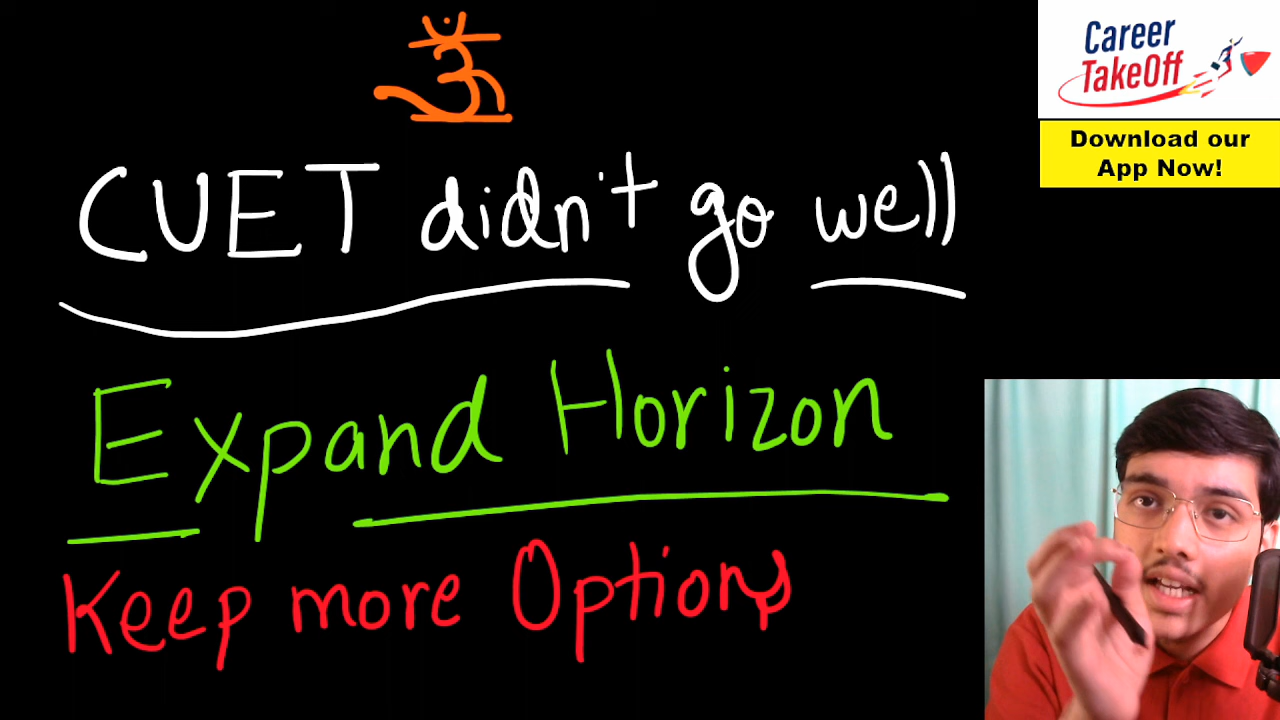 ॐ
CUET didn't go well
Expand Horizon
Keep more Options
Career
TakeOff
Download our
App Now!